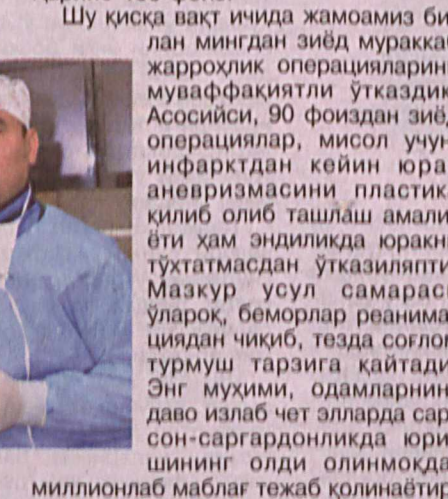 Шу қисқа вақт ичида жамоамиз би-
лан мингдан зиёд мураккаб
жарроҳлик операцияларини
муваффақиятли ўтказдик.
Асосийси, 90 фоиздан зиёд
операциялар, мисол учун
инфарктдан кейин юрак
аневризмасини пластик
қилиб олиб ташлаш амали-
ёти ҳам эндиликда юракни
тўхтатмасдан ўтказиляпти.
Мазкур усул самараси
ўлароқ, беморлар реанима-
циядан чиқиб, тезда соғлом
турмуш тарзига қайтади.
Энг муҳими, одамларнинг
даво излаб чет элларда сар-
сон-саргардонликда юри-
шининг олди олинмоқда,
миллионлаб маблағ тежаб қолинаётир